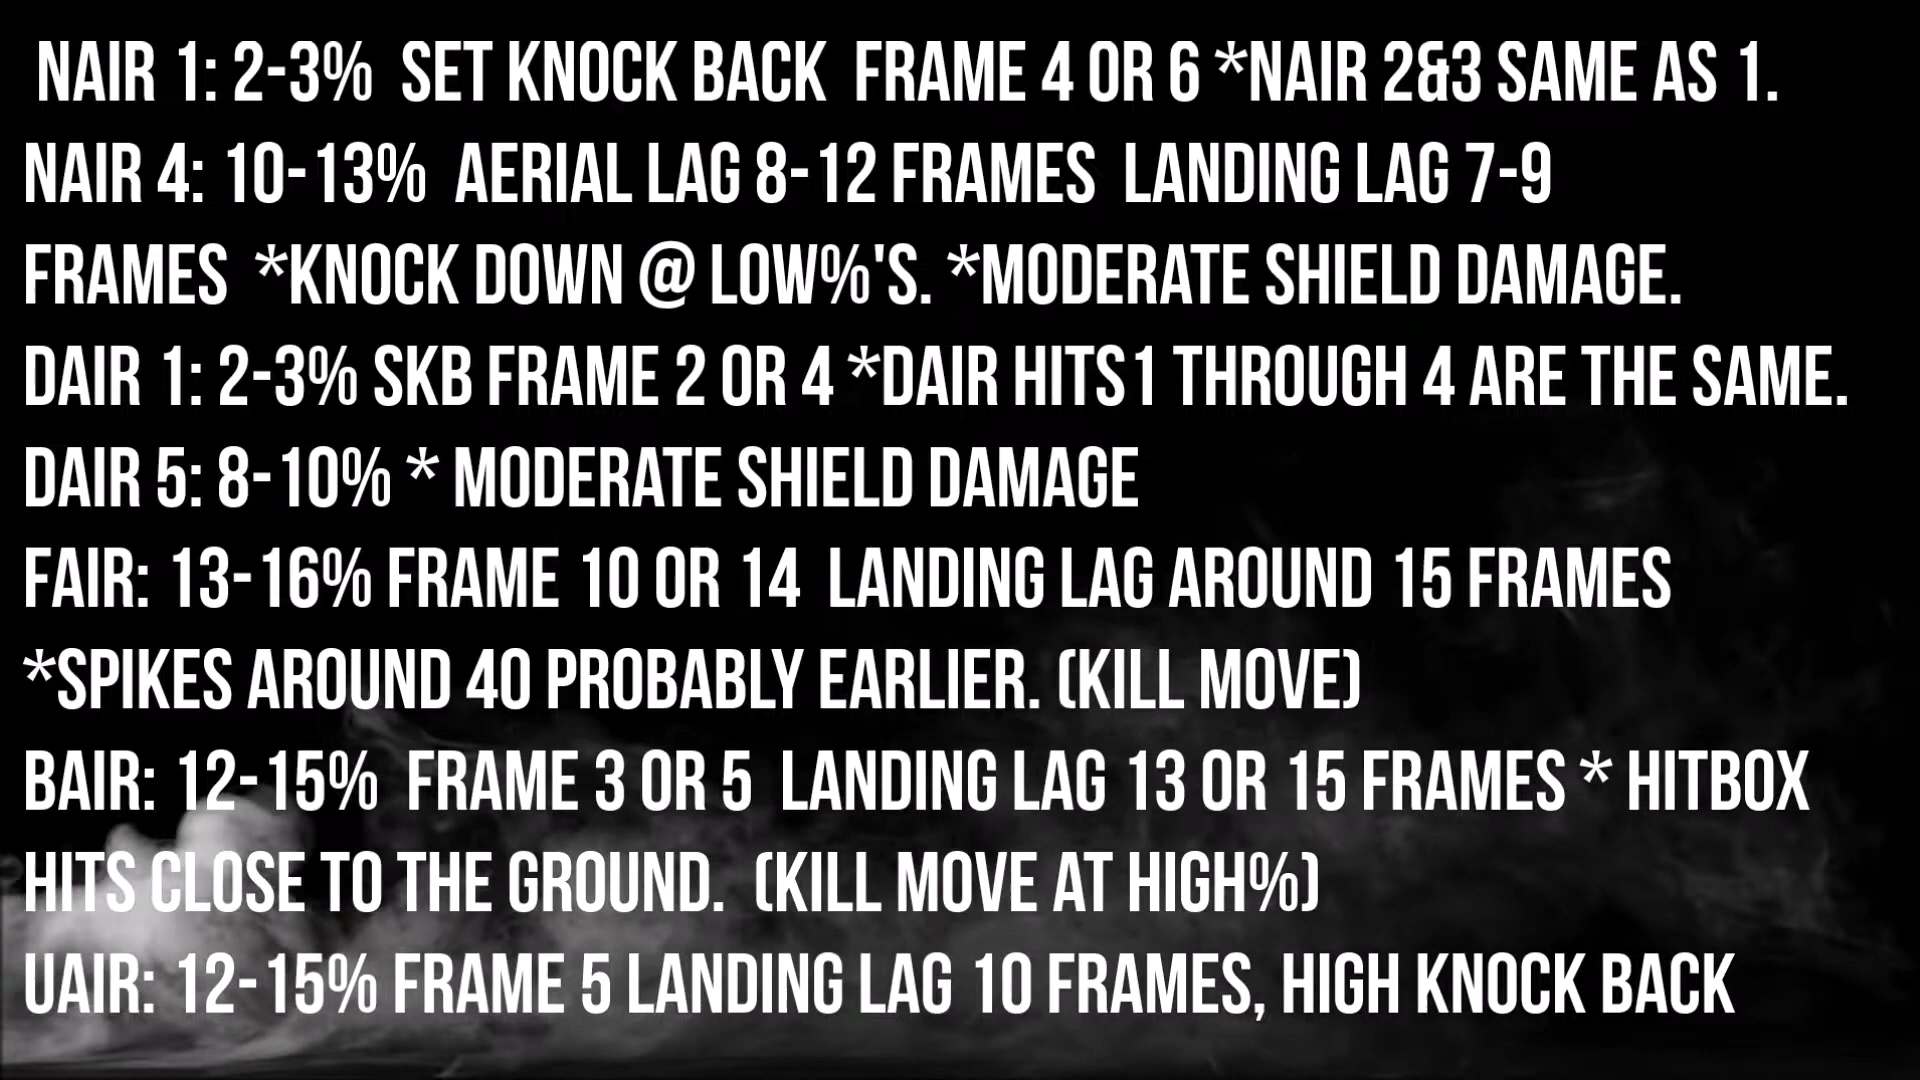 NAIR 1: 2-3% SET KNOCK BACK FRAME 4 OR 6 *NAIR 2&3 SAME AS 1.
NAIR 4: 10-13% AERIAL LAG 8-12 FRAMES LANDING LAG 7-9
FRAMES *KNOCK DOWN @ LOW%'S. *MODERATE SHIELD DAMAGE.
DAIR 1: 2-3% SKB FRAME 2 OR 4 *DAIR HITS1 THROUGH 4 ARE THE SAME.
DAIR 5: 8-10% * MODERATE SHIELD DAMAGE
FAIR: 13-16% FRAME 10 OR 14 LANDING LAG AROUND 15 FRAMES
*SPIKES AROUND 40 PROBABLY EARLIER. (KILL MOVE)
BAIR: 12-15% FRAME 3 OR 5 LANDING LAG 13 OR 15 FRAMES * HITBOX
HITS CLOSE TO THE GROUND. (KILL MOVE AT HIGH%)
UAIR: 12-15% FRAME 5 LANDING LAG 10 FRAMES, HIGH KNOCK BACK